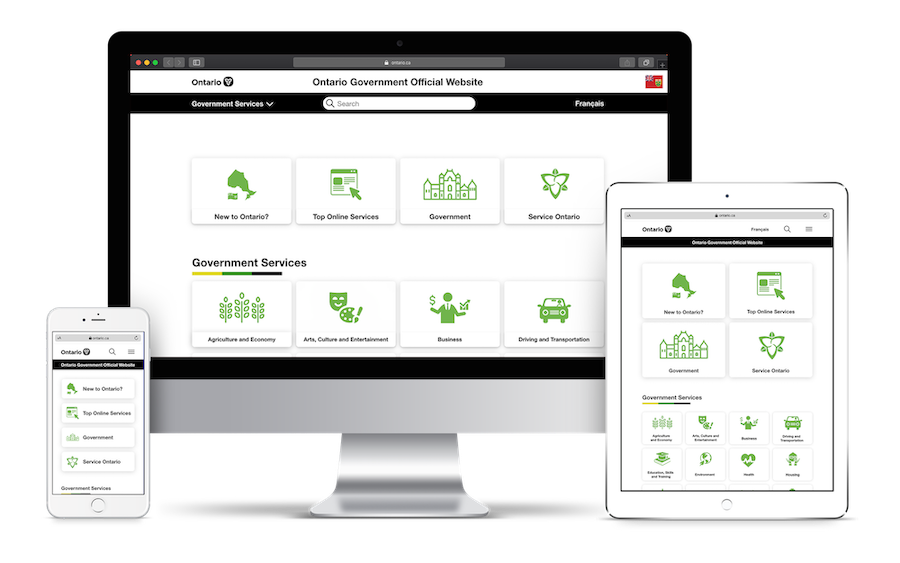 ontario.ca
Ontario
Ontario Government Official Website
Government Services
Search
Français
New to Ontario?
Top Online Services
Government
Service Ontario
Government Services
Agriculture and Economy
Arts, Culture and Entertainment
Business
Driving and Transportation
ontario.ca
Ontario
Ontario Government Official Website
New to Ontario?
Top Online Services
Government
Service Ontario
Government Services
AA
ontario.ca
Ontario
Français
Ontario Government Official Website
New to Ontario?
Top Online Services
Government
Service Ontario
Government Services
Agriculture
and Economy
Arts, Culture and
Entertainment
Business
Driving and
Transportation
Education, Skills
and Training
Environment
Health
Housing